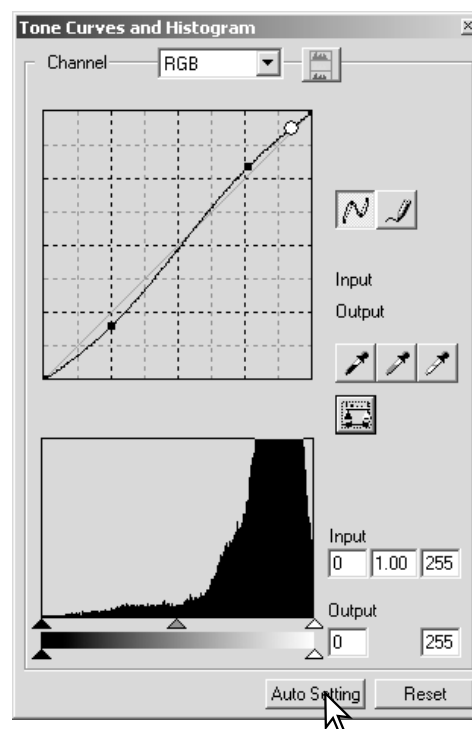 Tone Curves and Histogram
Channel RGB
Input
Output
Input
0 1.00 255
Output
0 255
Auto Setting Reset